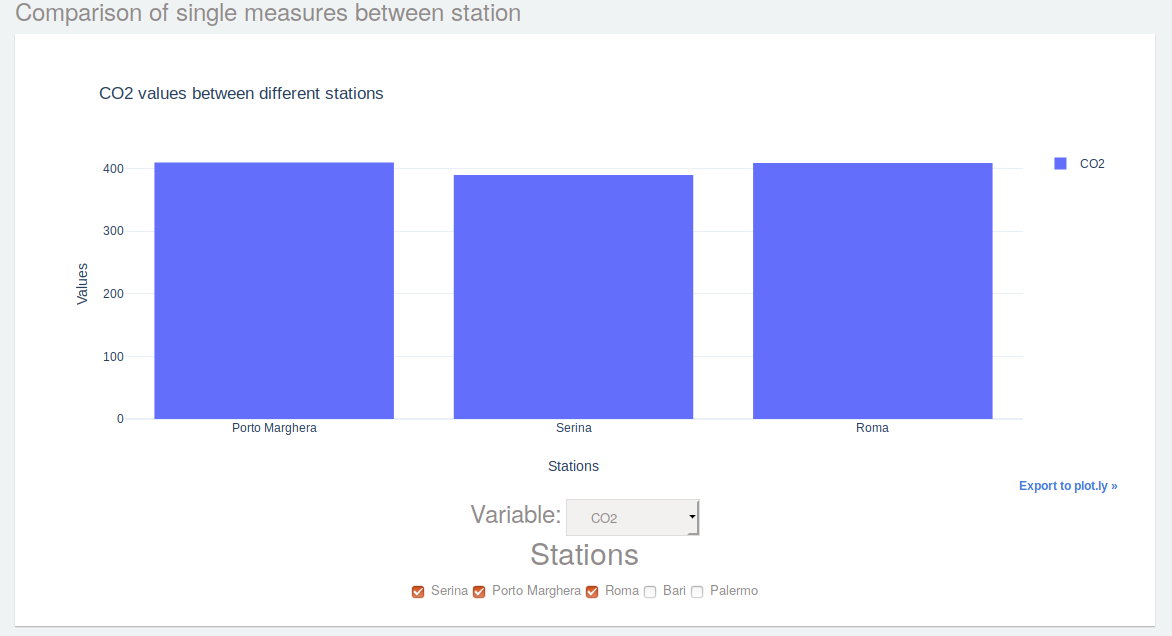 Comparison of single measures between station
CO2 values between different stations
400
300
200
100
0
Values
CO2
Porto Marghera Serina Roma
Stations
Export to plot.ly »
Variable: CO2
Stations
Serina Porto Marghera Roma Bari Palermo